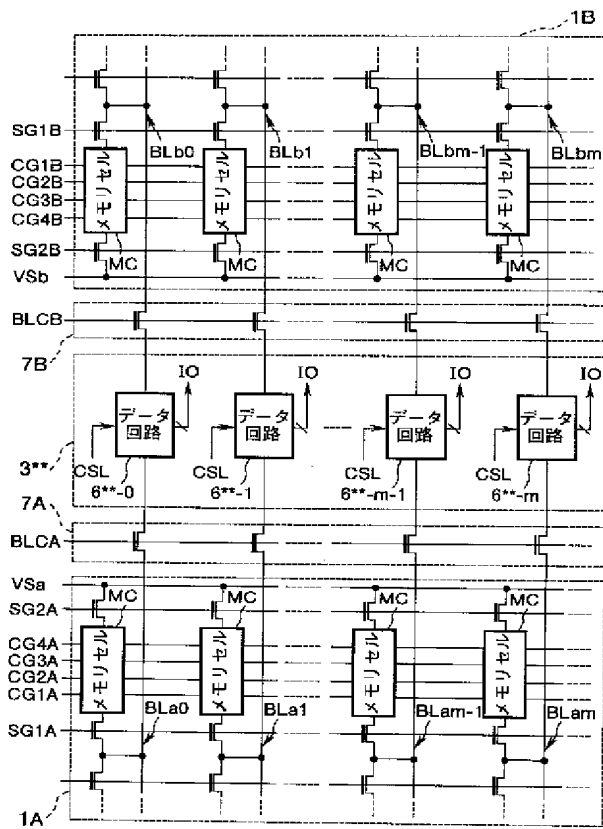 1B
SG1B
BLb0
BLb1
BLbm-1
BLbm
CG1B
CG2B
CG3B
CG4B
メモリセル
メモリセル
メモリセル
メモリセル
SG2B
MC
MC
MC
MC
VSb
BLCB
7B
IO
IO
IO
IO
データ回路
データ回路
データ回路
データ回路
3**
CSL
CSL
CSL
CSL
6**-0
6**-1
6**-m-1
6**-m
7A
BLCA
VSa
MC
MC
MC
MC
SG2A
CG4A
CG3A
CG2A
CG1A
メモリセル
メモリセル
メモリセル
メモリセル
SG1A
BLa0
BLa1
BLam-1
BLam
1A